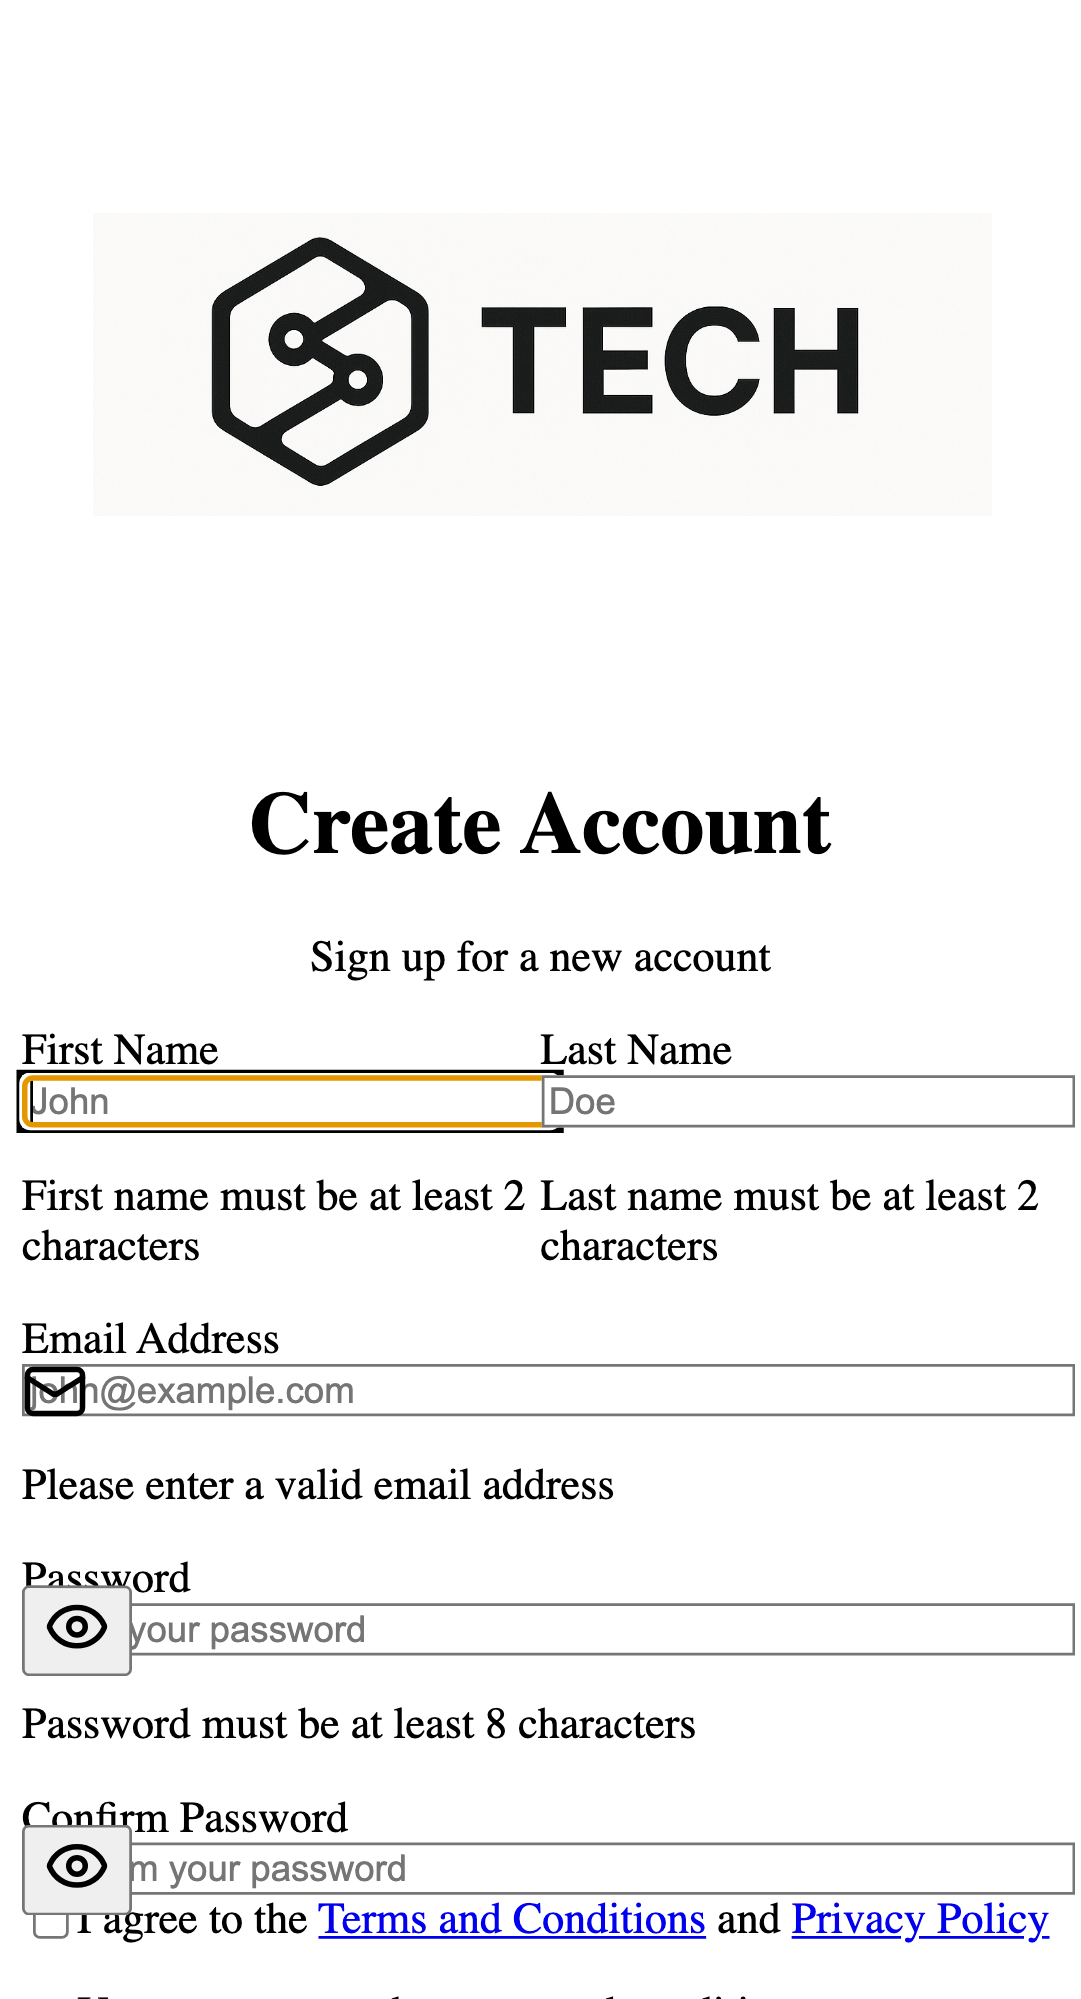 TECH
Create Account
Sign up for a new account
First Name
Last Name
John
Doe
First name must be at least 2
characters
Last name must be at least 2
characters
Email Address
john@example.com
Please enter a valid email address
Password
your password
Password must be at least 8 characters
Confirm Password
your password
I agree to the Terms and Conditions and Privacy Policy